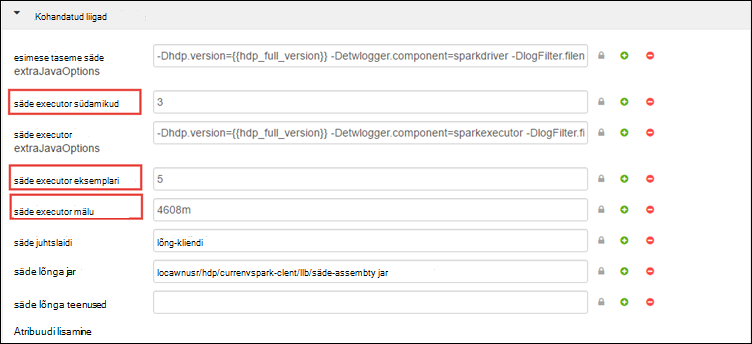 Kohandatud liigad
esimese taseme säde
extraJavaOptions
-Dhdp.version={{hdp_full_version}} -Detwlogger.component=sparkdriver -DlogFilter.filen
säde executor südamikud
3
säde executor
extraJavaOptions
-Dhdp.version={{hdp_full_version}} -Detwlogger.component=sparkexecutor -DlogFilter.fi
säde executor eksemplari
5
säde executor mälu
4608m
säde juhtslaidi
lõng-kliendi
säde lõnga jar
locawnusr/hdp/currenvspark-clent/llb/säde-assembty jar
säde lõnga teenused
Atribuudi lisamine